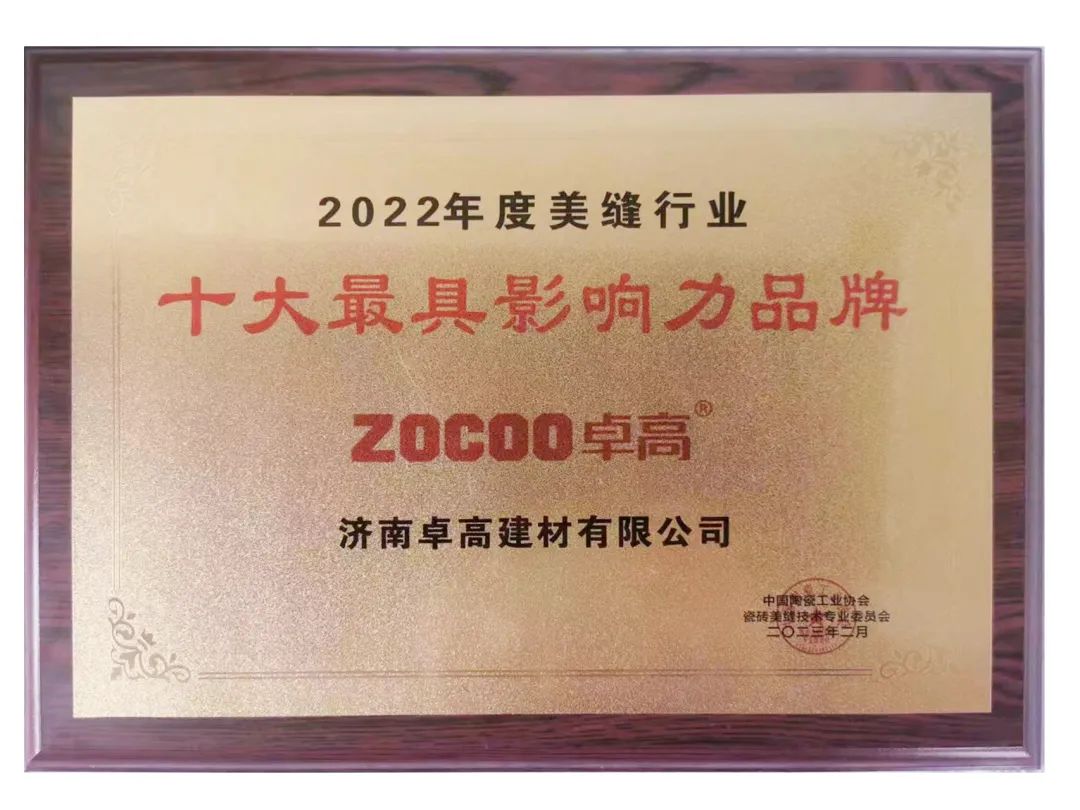 2022年度美缝行业
十大最具影响力品牌
ZOCOO卓高®
济南卓高建材有限公司
中国陶瓷工业协会
瓷砖美缝技术专业委员会
二〇二三年二月